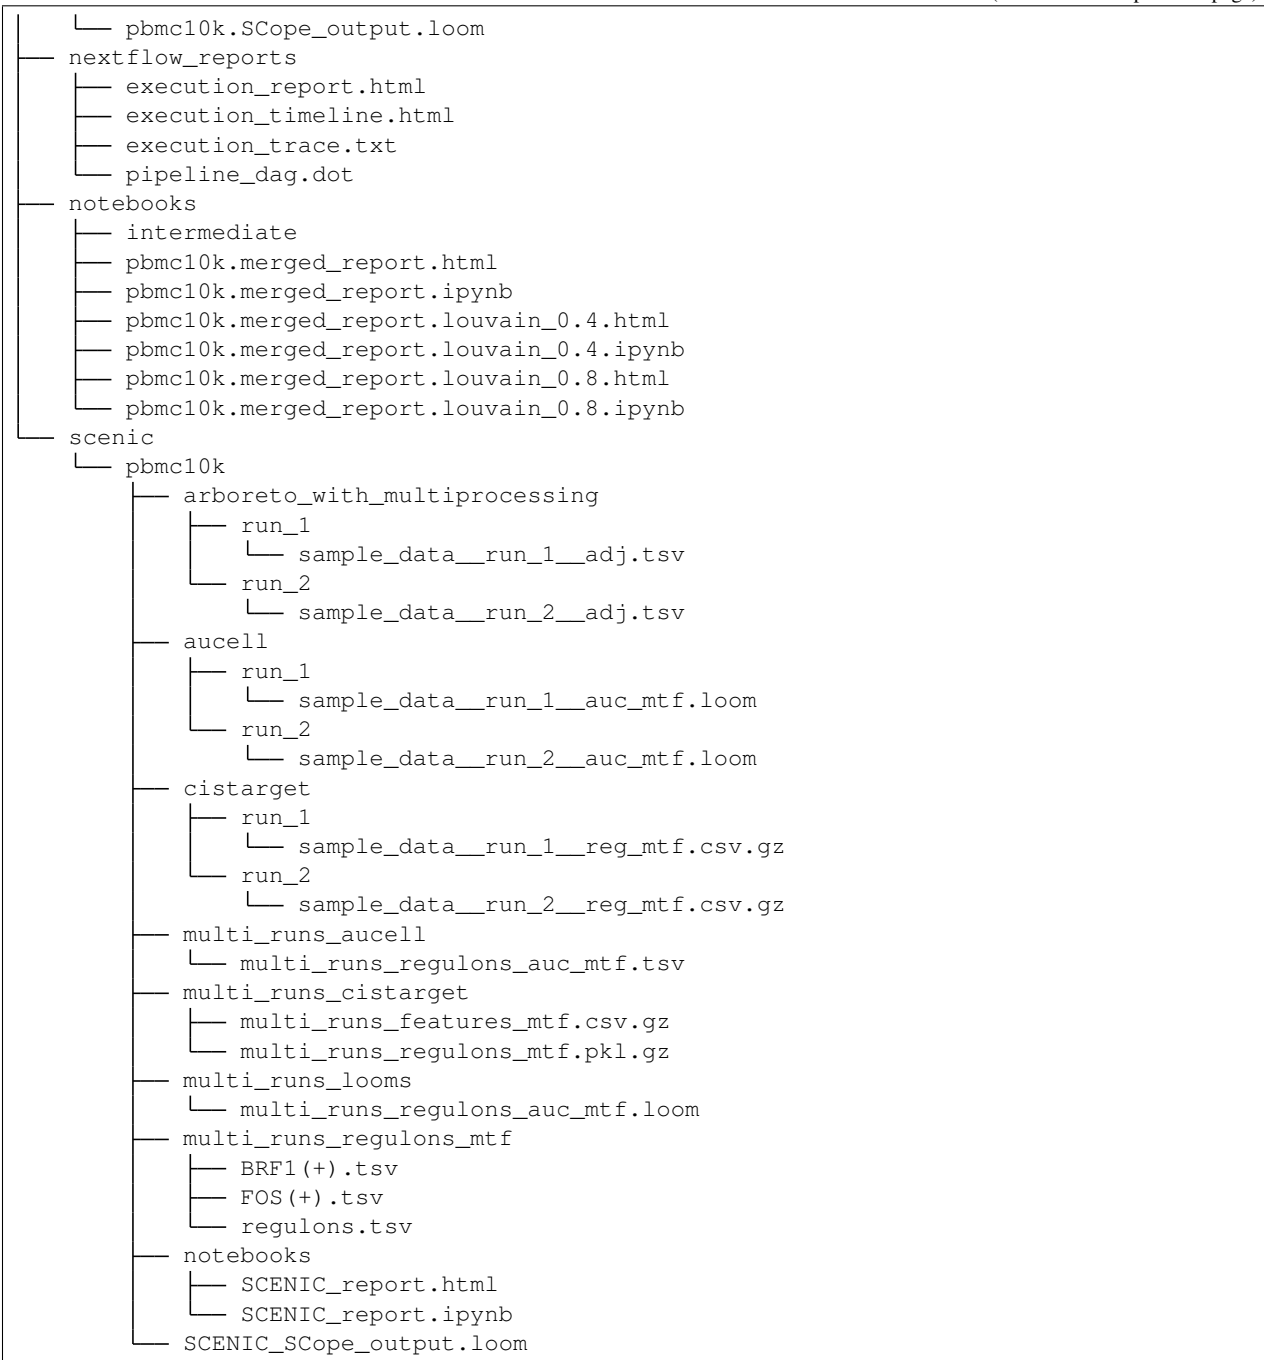 │   └── pbmc10k.SCope_output.loom
├── nextflow_reports
│   ├── execution_report.html
│   ├── execution_timeline.html
│   ├── execution_trace.txt
│   └── pipeline_dag.dot
├── notebooks
│   ├── intermediate
│   ├── pbmc10k.merged_report.html
│   ├── pbmc10k.merged_report.ipynb
│   ├── pbmc10k.merged_report.louvain_0.4.html
│   ├── pbmc10k.merged_report.louvain_0.4.ipynb
│   ├── pbmc10k.merged_report.louvain_0.8.html
│   └── pbmc10k.merged_report.louvain_0.8.ipynb
└── scenic
    └── pbmc10k
        ├── arboreto_with_multiprocessing
        │   ├── run_1
        │   │   └── sample_data__run_1__adj.tsv
        │   └── run_2
        │       └── sample_data__run_2__adj.tsv
        ├── aucell
        │   ├── run_1
        │   │   └── sample_data__run_1__auc_mtf.loom
        │   └── run_2
        │       └── sample_data__run_2__auc_mtf.loom
        ├── cistarget
        │   ├── run_1
        │   │   └── sample_data__run_1__reg_mtf.csv.gz
        │   └── run_2
        │       └── sample_data__run_2__reg_mtf.csv.gz
        ├── multi_runs_aucell
        │   └── multi_runs_regulons_auc_mtf.tsv
        ├── multi_runs_cistarget
        │   ├── multi_runs_features_mtf.csv.gz
        │   └── multi_runs_regulons_mtf.pkl.gz
        ├── multi_runs_looms
        │   └── multi_runs_regulons_auc_mtf.loom
        ├── multi_runs_regulons_mtf
        │   ├── BRF1(+).tsv
        │   ├── FOS(+).tsv
        │   └── regulons.tsv
        ├── notebooks
        │   ├── SCENIC_report.html
        │   └── SCENIC_report.ipynb
        └── SCENIC_SCope_output.loom